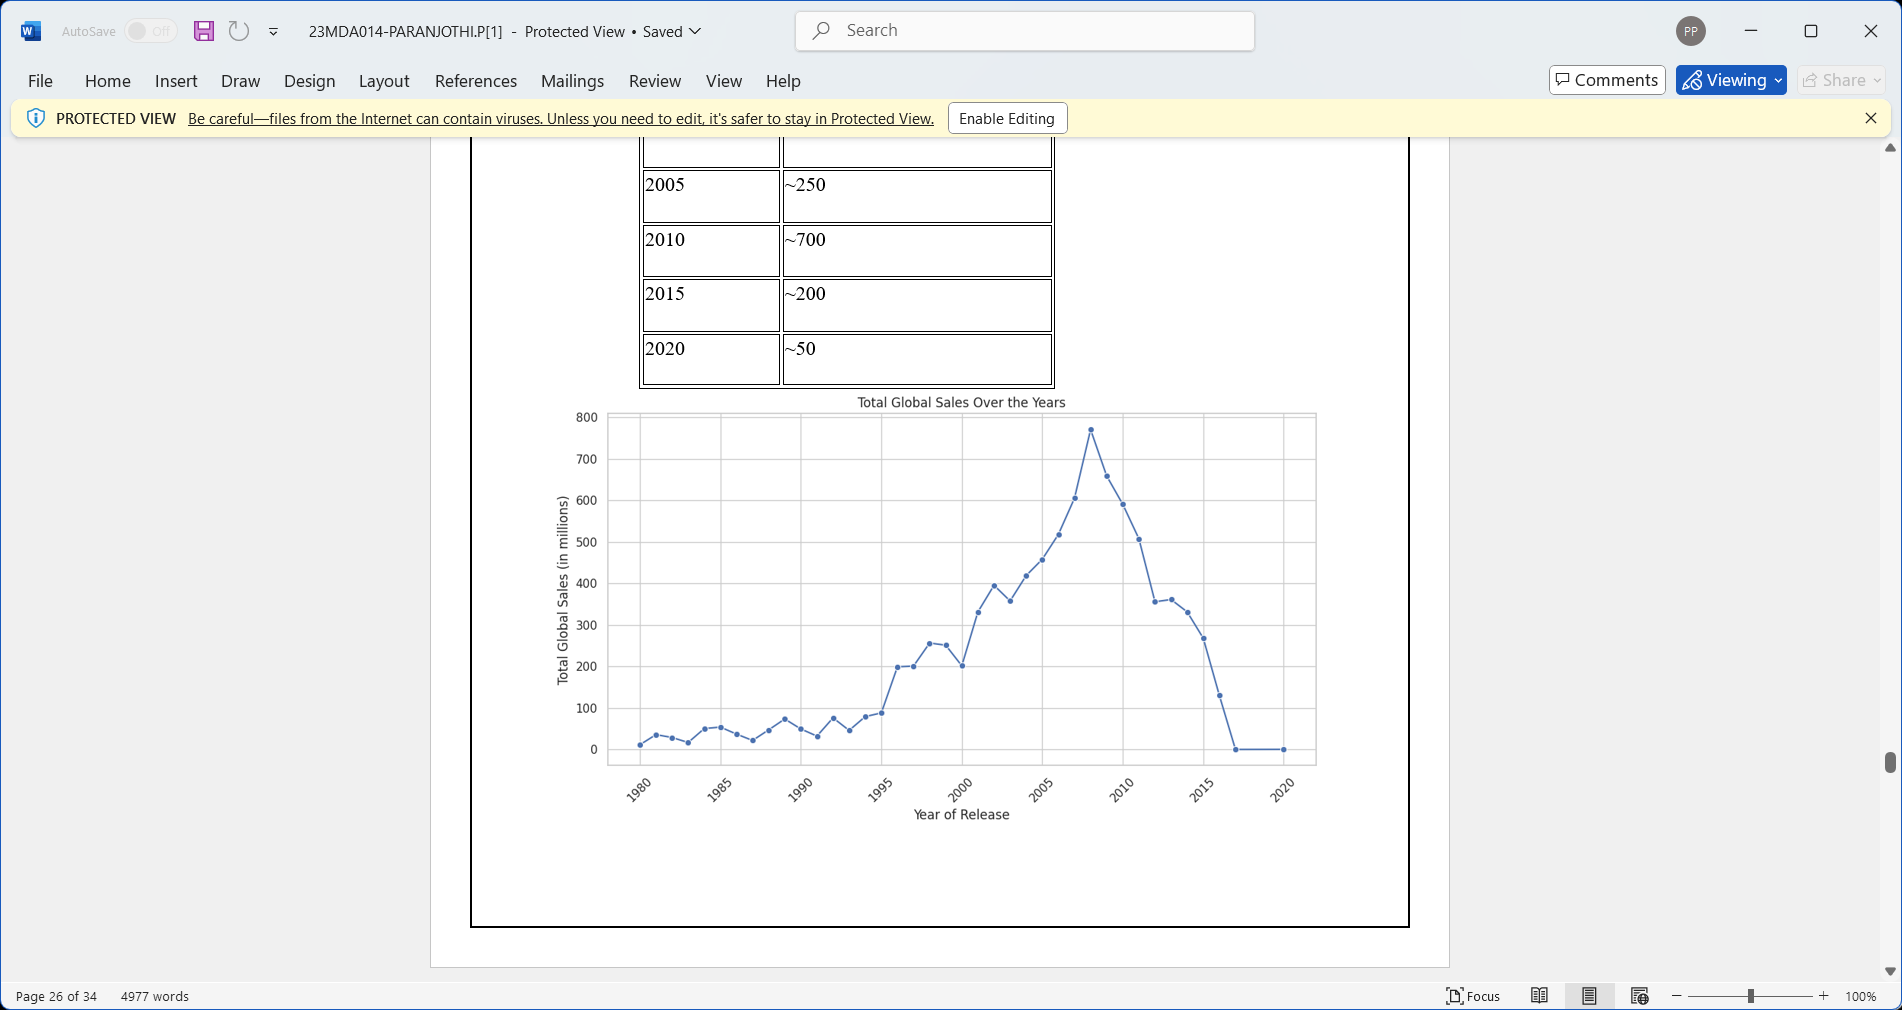 AutoSave Off 23MDA014-PARANJOTHI.P[1] - Protected View • Saved Search PP
File Home Insert Draw Design Layout References Mailings Review View Help Comments Viewing Share
PROTECTED VIEW Be careful—files from the Internet can contain viruses. Unless you need to edit, it's safer to stay in Protected View. Enable Editing
2005 ~250
2010 ~700
2015 ~200
2020 ~50
Total Global Sales Over the Years
800
700
600
500
400
300
200
100
0
Total Global Sales (in millions)
1980 1985 1990 1995 2000 2005 2010 2015 2020
Year of Release
Page 26 of 34 4977 words Focus 100%